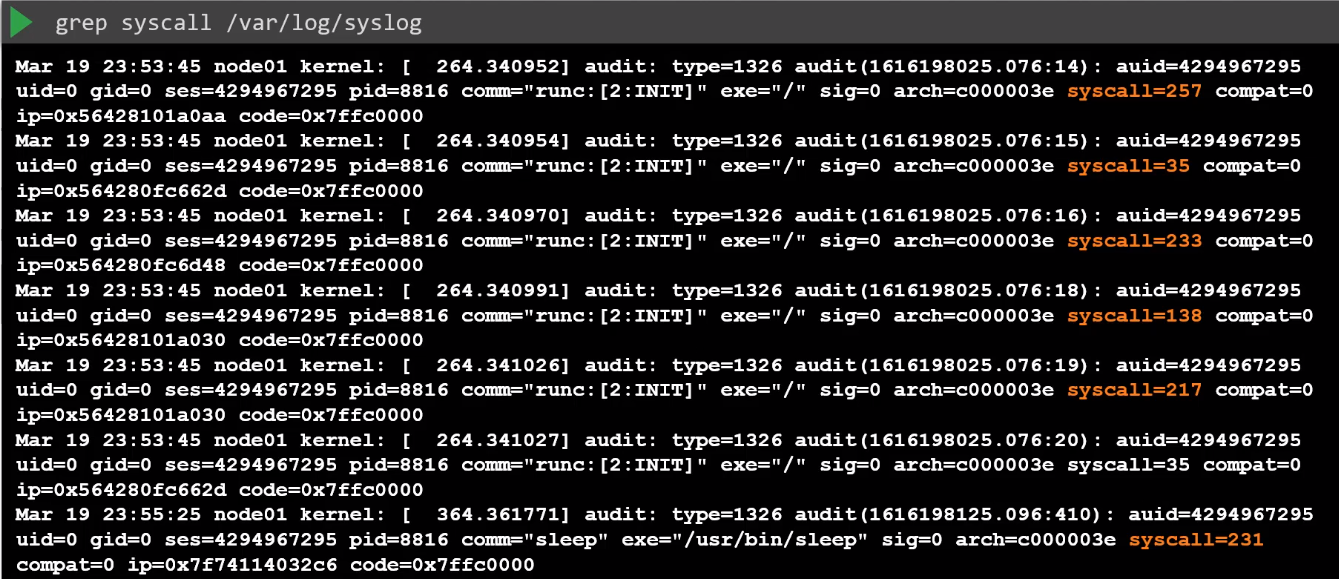 grep syscall /var/log/syslog
Mar 19 23:53:45 node01 kernel: [  264.340952] audit: type=1326 audit(1616198025.076:14): auid=4294967295
uid=0 gid=0 ses=4294967295 pid=8816 comm="runc:[2:INIT]" exe="/" sig=0 arch=c000003e syscall=257 compat=0
ip=0x56428101a0aa code=0x7ffc0000
Mar 19 23:53:45 node01 kernel: [  264.340954] audit: type=1326 audit(1616198025.076:15): auid=4294967295
uid=0 gid=0 ses=4294967295 pid=8816 comm="runc:[2:INIT]" exe="/" sig=0 arch=c000003e syscall=35 compat=0
ip=0x564280fc662d code=0x7ffc0000
Mar 19 23:53:45 node01 kernel: [  264.340970] audit: type=1326 audit(1616198025.076:16): auid=4294967295
uid=0 gid=0 ses=4294967295 pid=8816 comm="runc:[2:INIT]" exe="/" sig=0 arch=c000003e syscall=233 compat=0
ip=0x564280fc6d48 code=0x7ffc0000
Mar 19 23:53:45 node01 kernel: [  264.340991] audit: type=1326 audit(1616198025.076:18): auid=4294967295
uid=0 gid=0 ses=4294967295 pid=8816 comm="runc:[2:INIT]" exe="/" sig=0 arch=c000003e syscall=138 compat=0
ip=0x56428101a030 code=0x7ffc0000
Mar 19 23:53:45 node01 kernel: [  264.341026] audit: type=1326 audit(1616198025.076:19): auid=4294967295
uid=0 gid=0 ses=4294967295 pid=8816 comm="runc:[2:INIT]" exe="/" sig=0 arch=c000003e syscall=217 compat=0
ip=0x56428101a030 code=0x7ffc0000
Mar 19 23:53:45 node01 kernel: [  264.341027] audit: type=1326 audit(1616198025.076:20): auid=4294967295
uid=0 gid=0 ses=4294967295 pid=8816 comm="runc:[2:INIT]" exe="/" sig=0 arch=c000003e syscall=35 compat=0
ip=0x564280fc662d code=0x7ffc0000
Mar 19 23:55:25 node01 kernel: [  364.361771] audit: type=1326 audit(1616198125.096:410): auid=4294967295
uid=0 gid=0 ses=4294967295 pid=8816 comm="sleep" exe="/usr/bin/sleep" sig=0 arch=c000003e syscall=231
compat=0 ip=0x7f74114032c6 code=0x7ffc0000